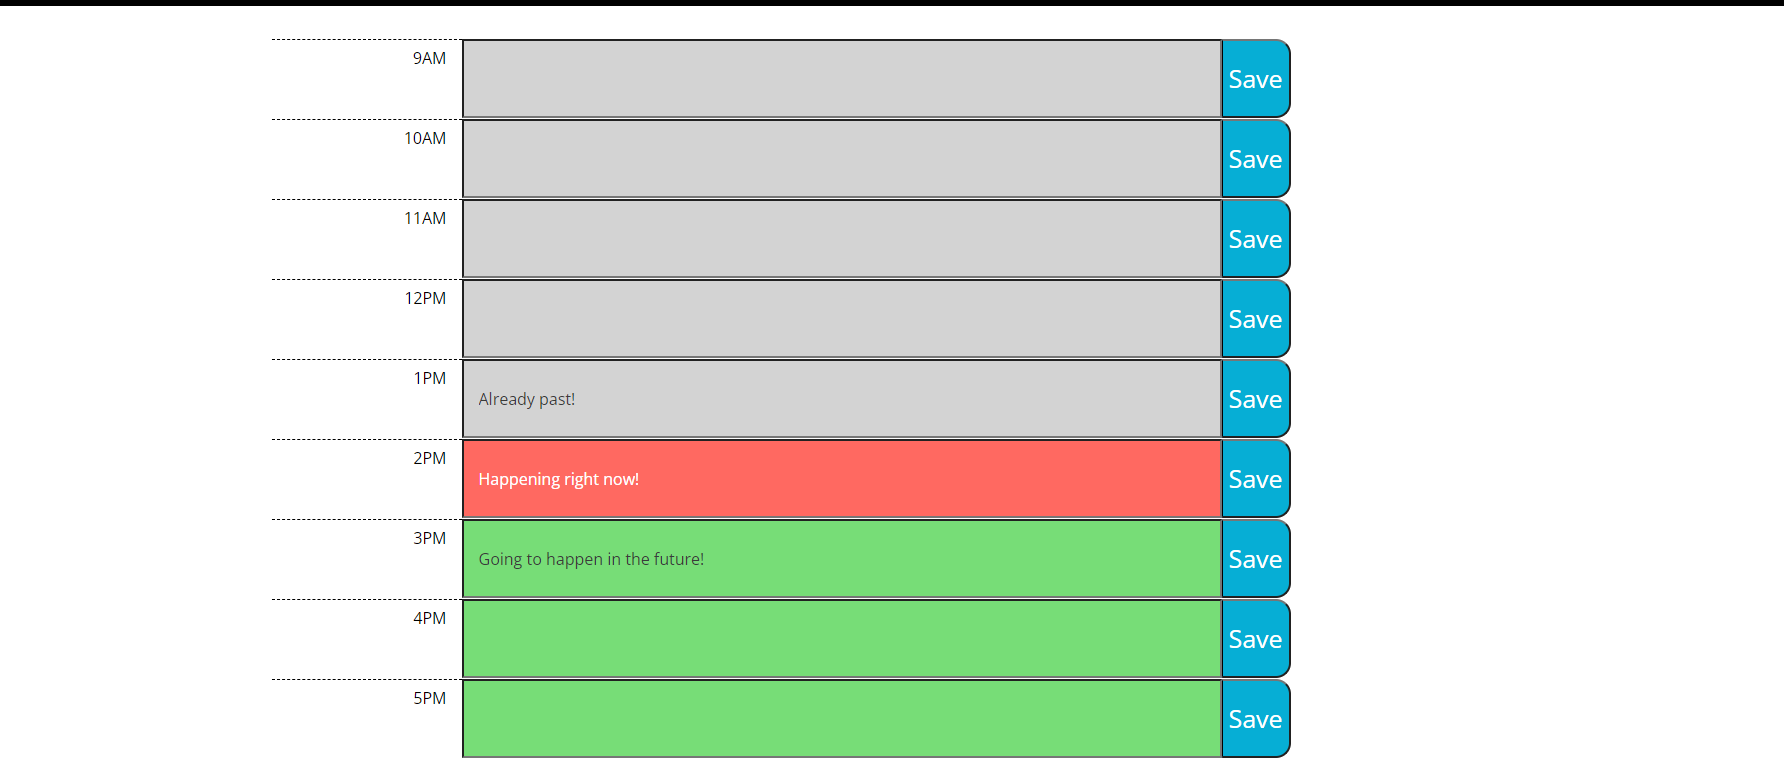 9AM Save
10AM Save
11AM Save
12PM Save
1PM Already past! Save
2PM Happening right now! Save
3PM Going to happen in the future! Save
4PM Save
5PM Save